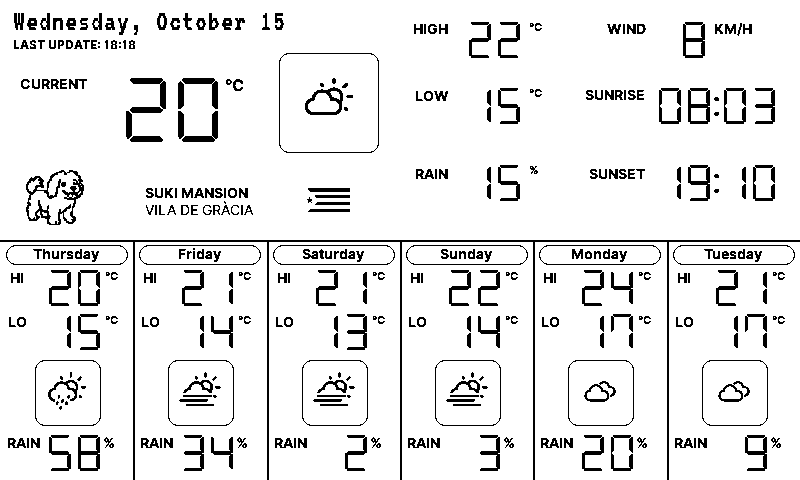 Wednesday, October 15
LAST UPDATE: 18:18
CURRENT 20 °C
HIGH 22 °C
WIND 8 KM/H
LOW 15 °C
SUNRISE 08:03
RAIN 15 %
SUNSET 19:10
SUKI MANSION
VILA DE GRÀCIA
Thursday
HI 20 °C
LO 15 °C
RAIN 58 %
Friday
HI 21 °C
LO 14 °C
RAIN 34 %
Saturday
HI 21 °C
LO 13 °C
RAIN 2 %
Sunday
HI 22 °C
LO 14 °C
RAIN 3 %
Monday
HI 24 °C
LO 17 °C
RAIN 20 %
Tuesday
HI 21 °C
LO 17 °C
RAIN 9 %